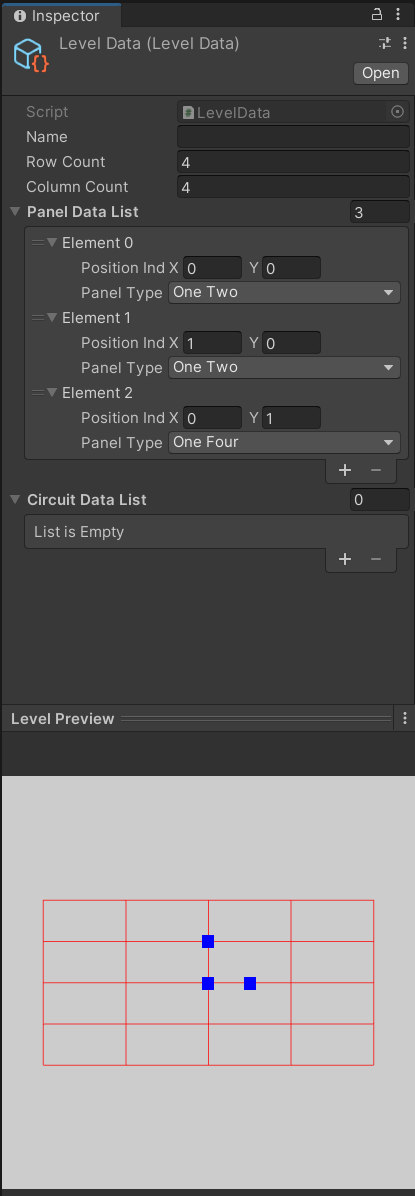 Inspector
Level Data (Level Data)
Open
Script LevelData
Name
Row Count 4
Column Count 4
Panel Data List 3
Element 0
Position Ind X 0 Y 0
Panel Type One Two
Element 1
Position Ind X 1 Y 0
Panel Type One Two
Element 2
Position Ind X 0 Y 1
Panel Type One Four
+ −
Circuit Data List 0
List is Empty
+ −
Level Preview